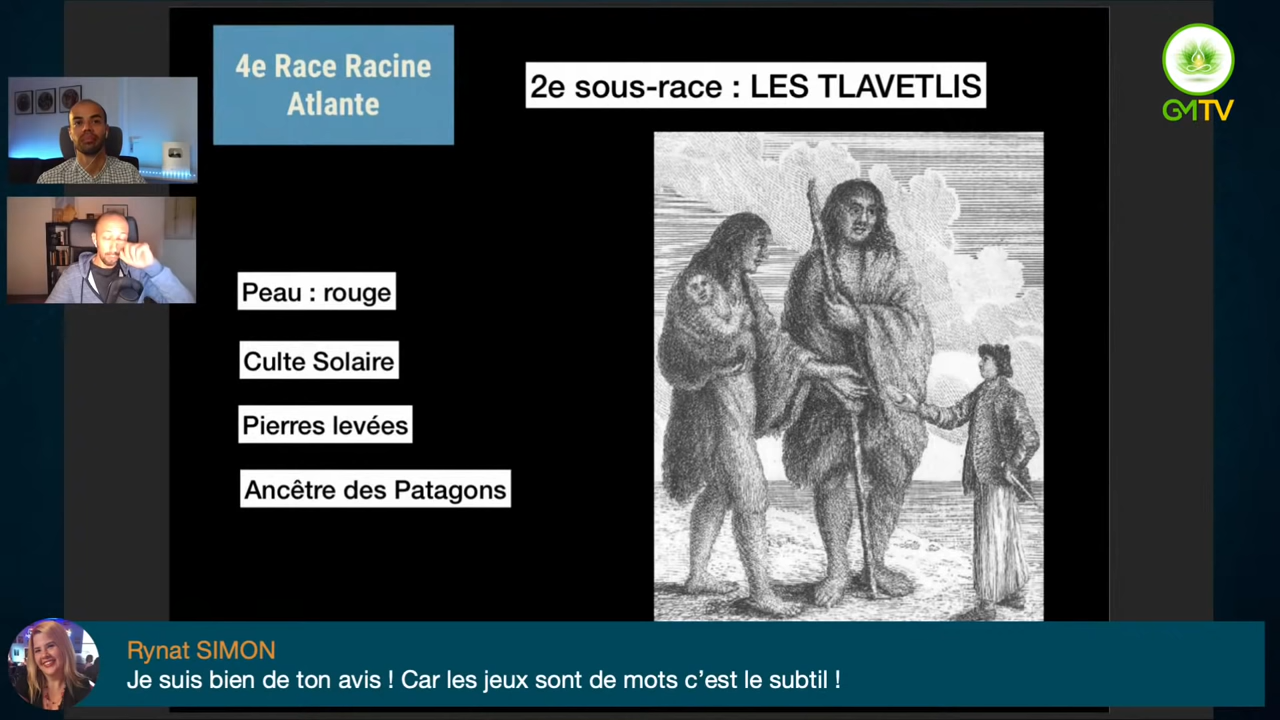 4e Race Racine
Atlante
2e sous-race : LES TLAVETLIS
GMTV
Peau : rouge
Culte Solaire
Pierres levées
Ancêtre des Patagons
Rynat SIMON
Je suis bien de ton avis ! Car les jeux sont de mots c’est le subtil !